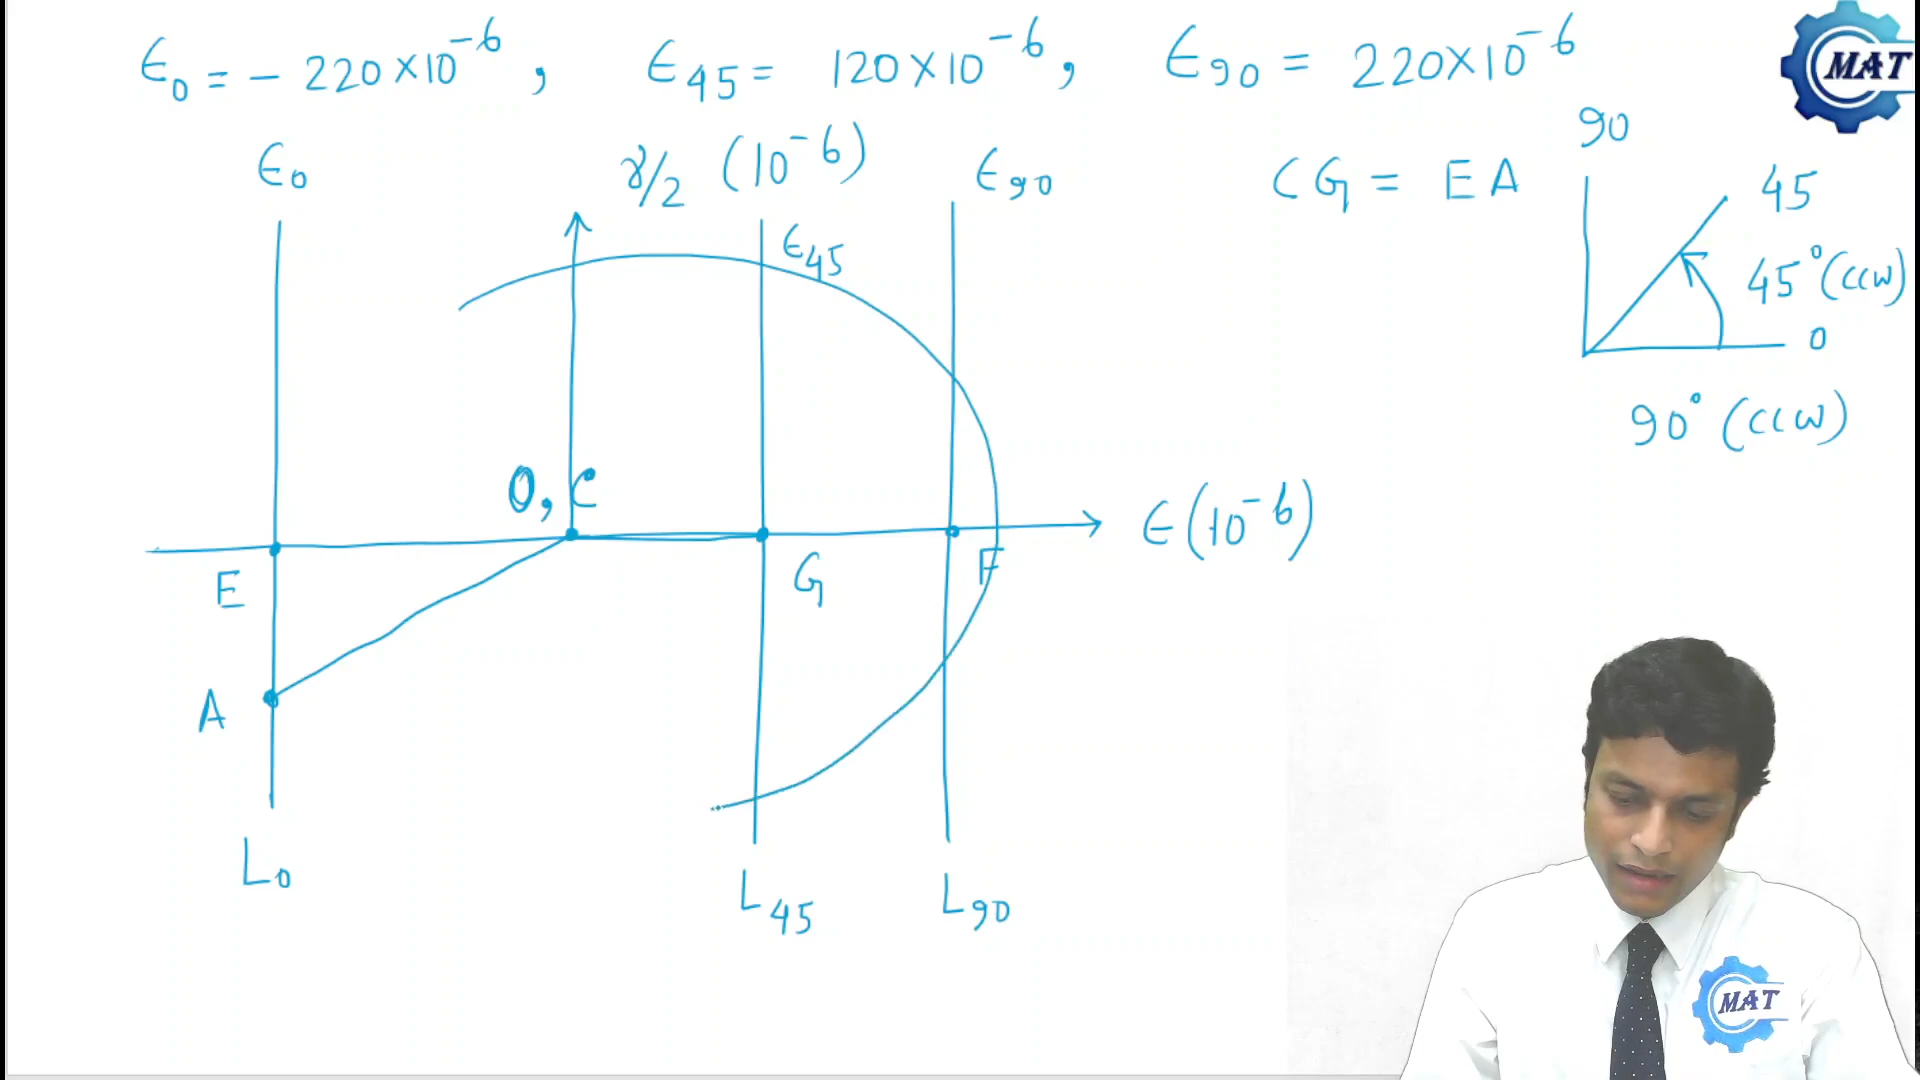 ϵ₀ = - 220×10⁻⁶, ϵ₄₅ = 120×10⁻⁶, ϵ₉₀ = 220×10⁻⁶
MAT
90
ϵ₀
γ/2 (10⁻⁶)
ϵ₉₀
CG = EA
45
ϵ₄₅
45°(CCW)
0
90° (CCW)
O, C
ϵ(10⁻⁶)
E
G
F
A
L₀
L₄₅
L₉₀
MAT